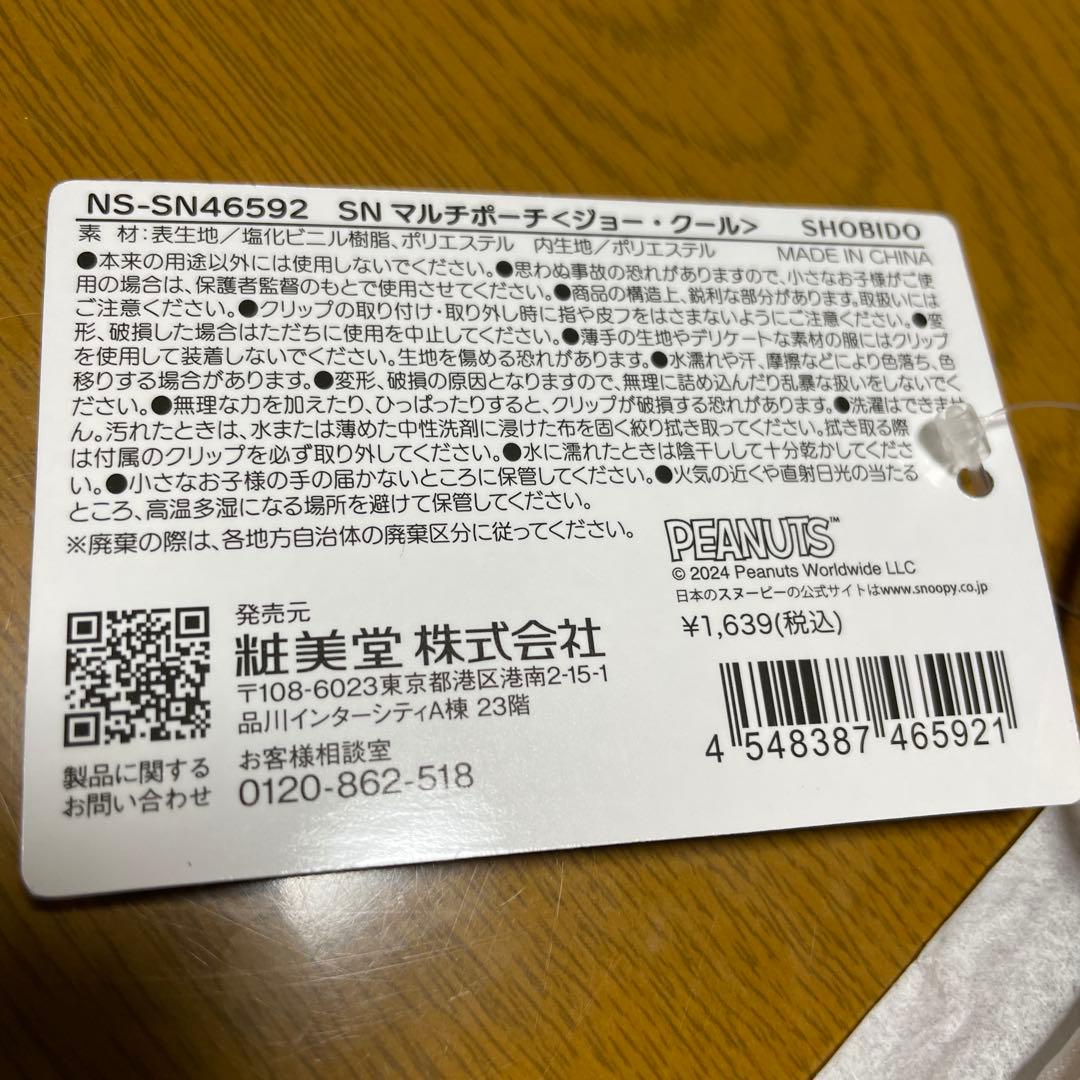 NS-SN46592 SN マルチポーチ<ジョー・クール> SHOBIDO
素 材:表生地/塩化ビニル樹脂、ポリエステル 内生地/ポリエステル MADE IN CHINA
●本来の用途以外には使用しないでください。●思わぬ事故の恐れがありますので、小さなお子様がご使
用の場合は、保護者監督のもとで使用させてください。●商品の構造上、鋭利な部分があります。取扱いには
ご注意ください。●クリップの取り付け・取り外し時に指や皮フをはさまないようにご注意ください。●変
形、破損した場合はただちに使用を中止してください。●薄手の生地やデリケートな素材の服にはクリップ
を使用して装着しないでください。生地を傷める恐れがあります。●水濡れや汗、摩擦などにより色落ち、色
移りする場合があります。●変形、破損の原因となりますので、無理に詰め込んだり乱暴な扱いをしないでく
ださい。●無理な力を加えたり、ひっぱったりすると、クリップが破損する恐れがあります。●洗濯はできませ
ん。汚れたときは、水または薄めた中性洗剤に浸けた布を固く絞り拭き取ってください。拭き取る際
は付属のクリップを必ず取り外してください。●水に濡れたときは陰干しして十分乾かしてくださ
い。●小さなお子様の手の届かないところに保管してください。●火気の近くや直射日光の当たる
ところ、高温多湿になる場所を避けて保管してください。
※廃棄の際は、各地方自治体の廃棄区分に従ってください。
PEANUTS™
© 2024 Peanuts Worldwide LLC
日本のスヌーピーの公式サイトはwww.snoopy.co.jp
¥1,639(税込)
発売元
粧美堂 株式会社
〒108-6023東京都港区港南2-15-1
品川インターシティA棟 23階
お客様相談室
0120-862-518
製品に関する
お問い合わせ
4 548387 465921